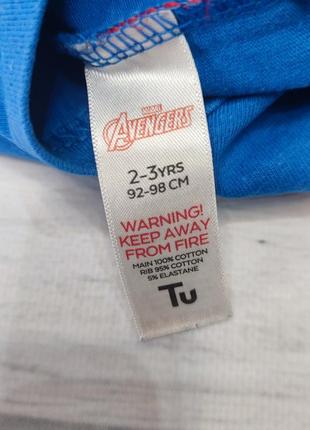 MARVEL
AVENGERS
2-3YRS
92-98 CM
WARNING!
KEEP AWAY
FROM FIRE
MAIN 100% COTTON
RIB 95% COTTON
5% ELASTANE
Tu